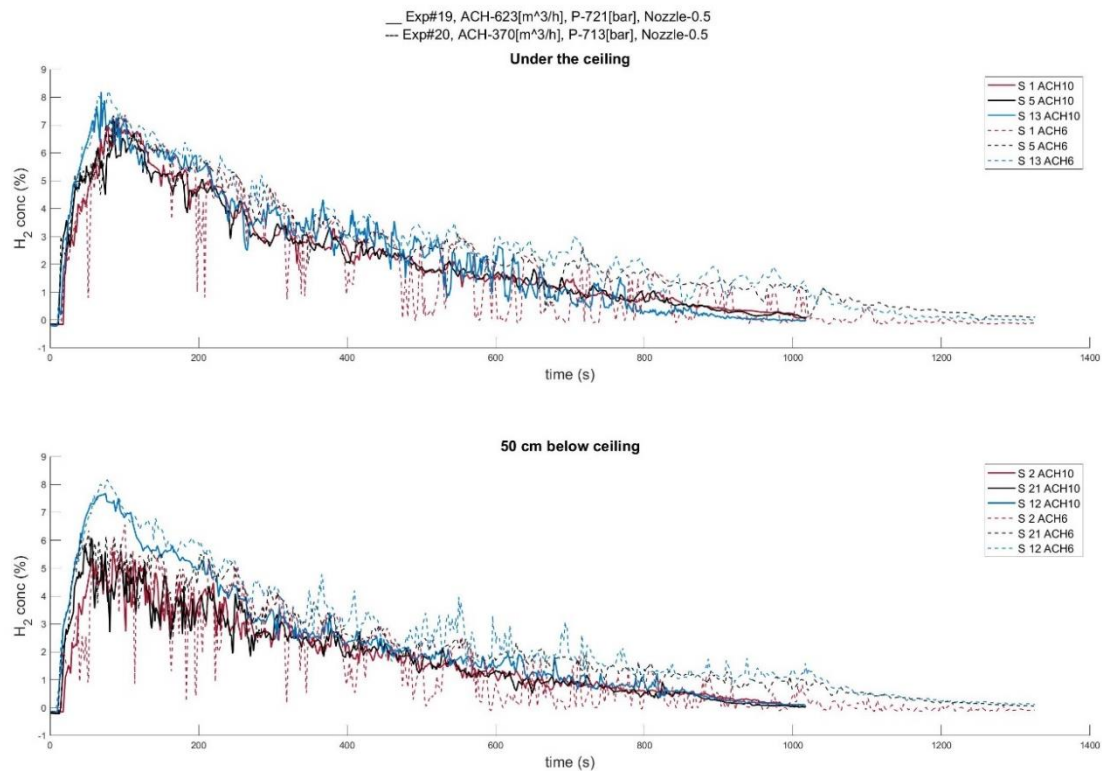 __ Exp#19, ACH-623[m^3/h], P-721[bar], Nozzle-0.5
--- Exp#20, ACH-370[m^3/h], P-713[bar], Nozzle-0.5
Under the ceiling
9
8
7
6
5
4
3
2
1
0
-1
H2 conc (%)
0 200 400 600 800 1000 1200 1400
time (s)
S 1 ACH10
S 5 ACH10
S 13 ACH10
S 1 ACH6
S 5 ACH6
S 13 ACH6
50 cm below ceiling
9
8
7
6
5
4
3
2
1
0
-1
H2 conc (%)
0 200 400 600 800 1000 1200 1400
time (s)
S 2 ACH10
S 21 ACH10
S 12 ACH10
S 2 ACH6
S 21 ACH6
S 12 ACH6